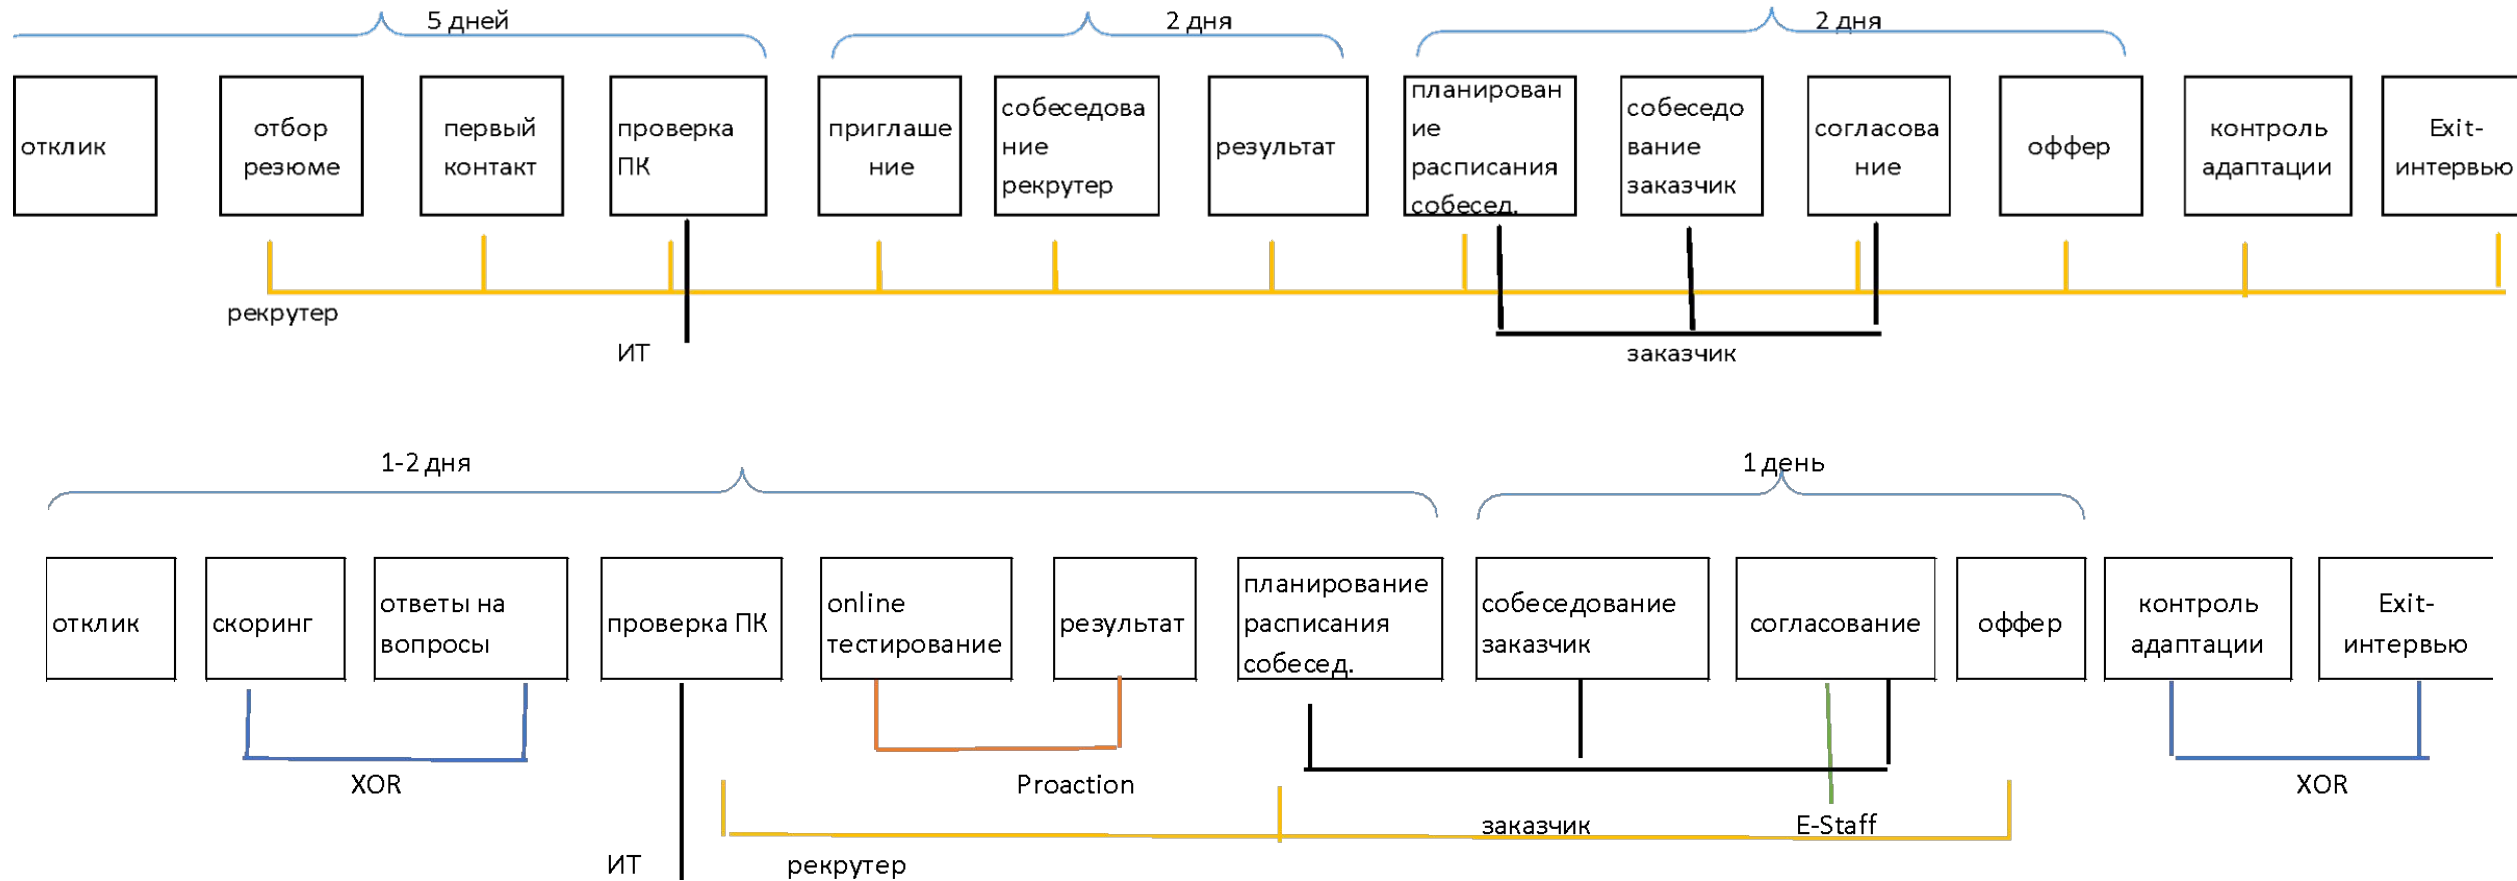 5 дней
2 дня
2 дня
отклик
отбор
резюме
первый
контакт
проверка
ПК
приглаше
ние
собеседова
ние
рекрутер
результат
планирован
ие
расписания
собесед.
собеседо
вание
заказчик
согласова
ние
оффер
контроль
адаптации
Exit-
интервью
рекрутер
ИТ
заказчик
1-2 дня
1 день
отклик
скоринг
ответы на
вопросы
проверка ПК
online
тестирование
результат
планирование
расписания
собесед.
собеседование
заказчик
согласование
оффер
контроль
адаптации
Exit-
интервью
XOR
Proaction
XOR
заказчик
E-Staff
ИТ
рекрутер